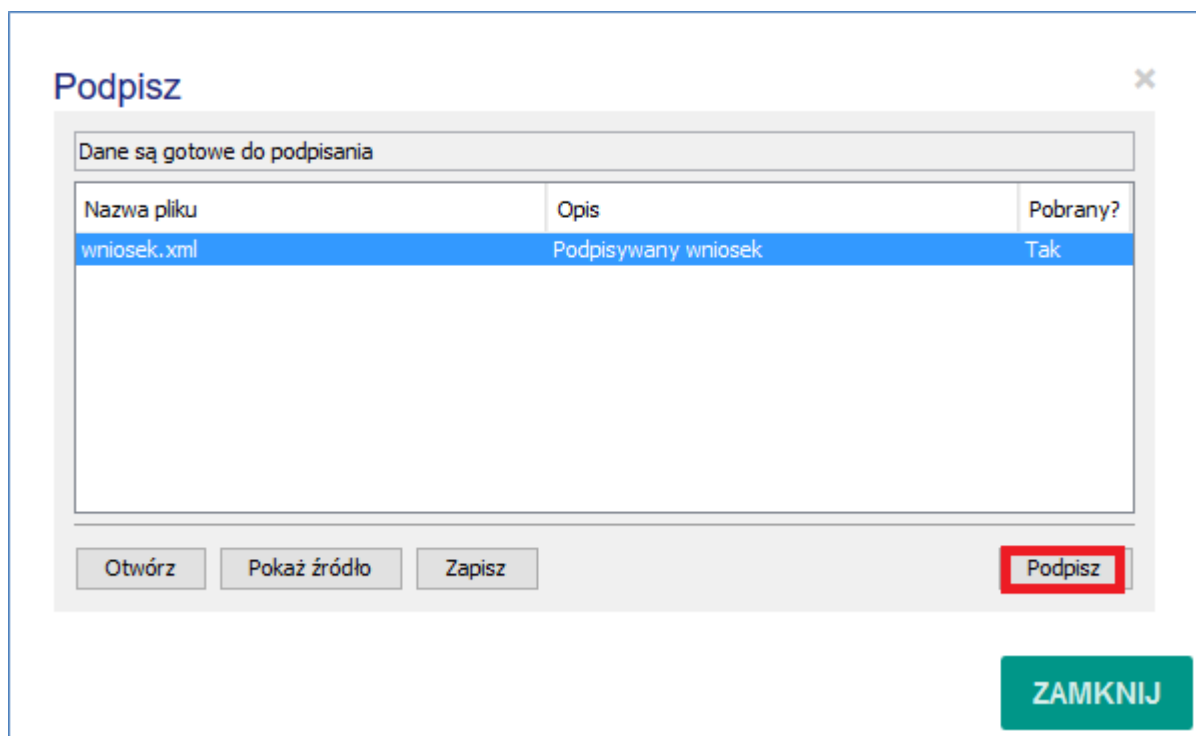 Podpisz
Dane są gotowe do podpisania
Nazwa pliku Opis Pobrany?
wniosek.xml Podpisywany wniosek Tak
Otwórz Pokaż źródło Zapisz Podpisz
ZAMKNIJ